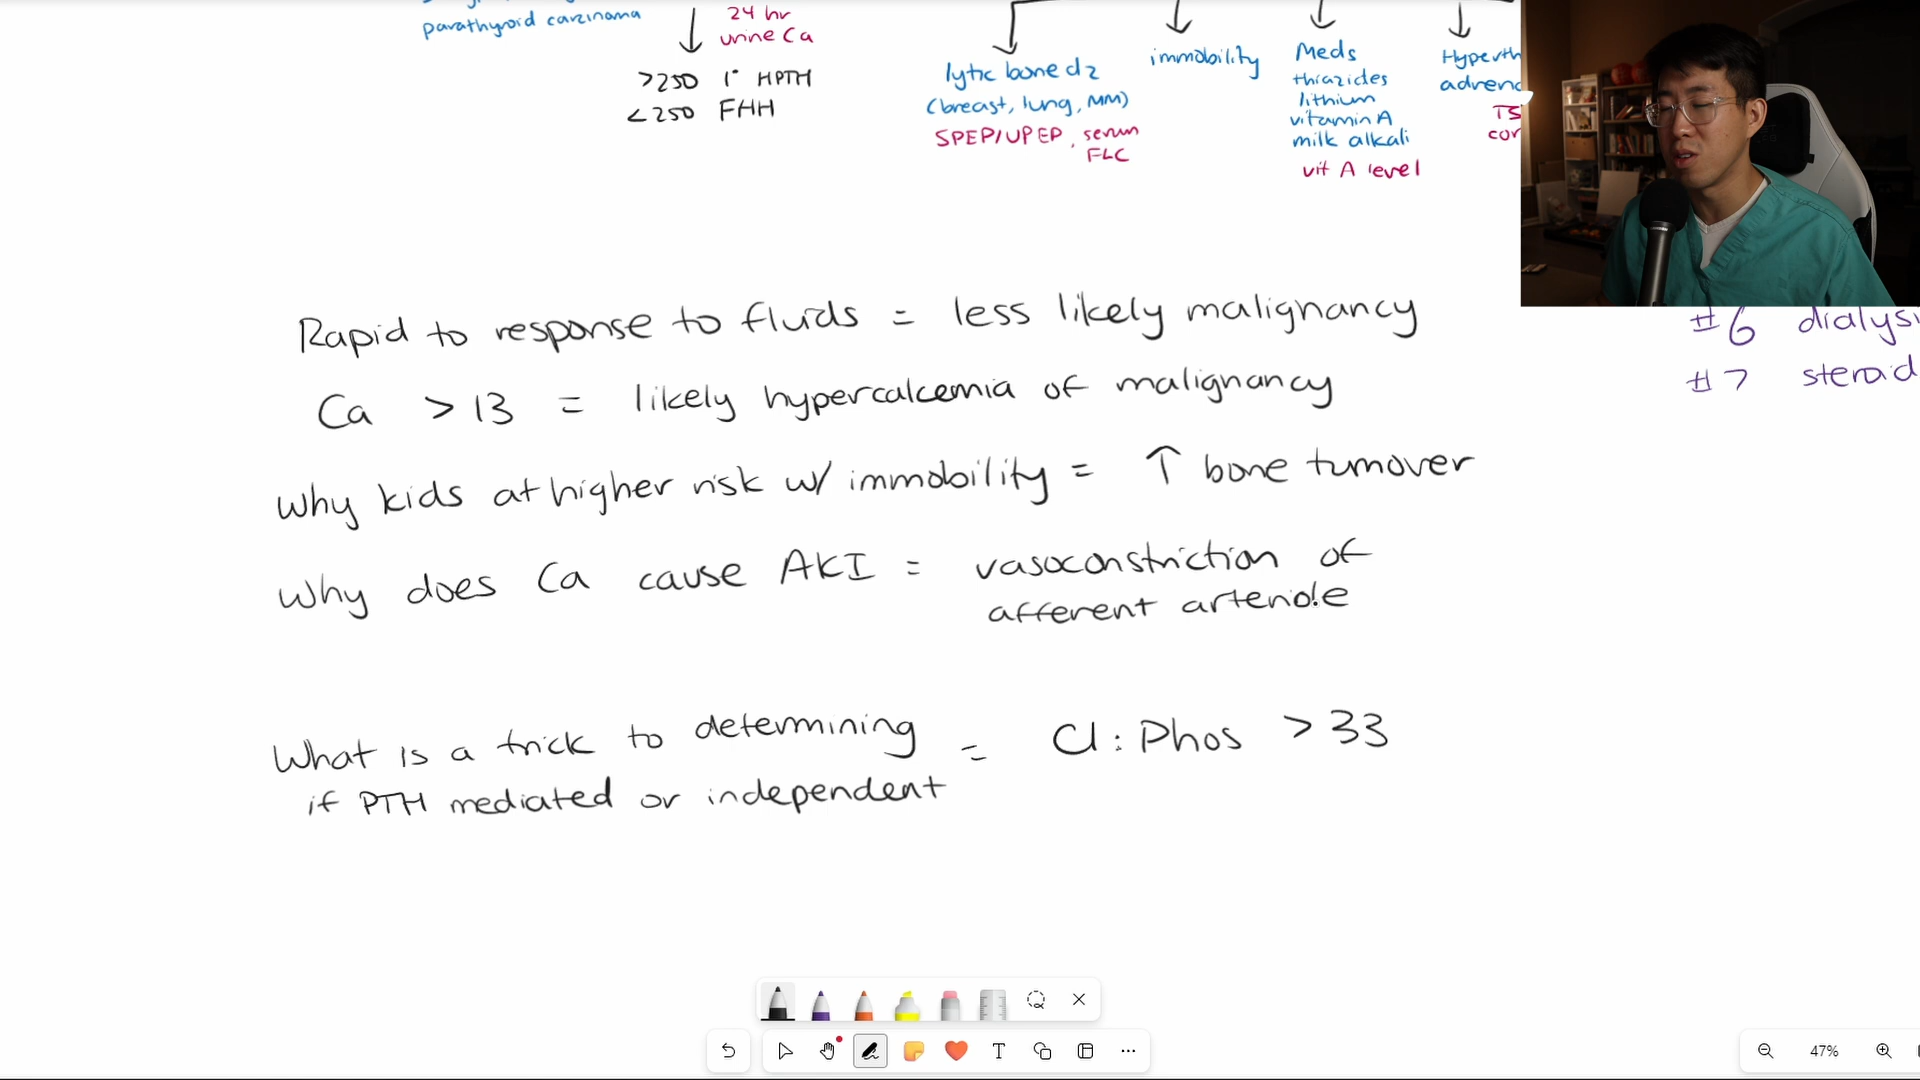 parathyroid carcinoma
24 hr
urine Ca
>250 1° HPTH
<250 FHH
lytic bone dz
(breast, lung, MM)
SPEP/UPEP, serum
FLC
immobility
Meds
thiazides
lithium
vitamin A
milk alkali
vit A level
Hyperth
adrena
TS
cor
Rapid to response to fluids = less likely malignancy
Ca >13 = likely hypercalcemia of malignancy
Why kids at higher risk w/ immobility = ↑ bone turnover
Why does Ca cause AKI = vasoconstriction of
afferent arteriole
What is a trick to determining
if PTH mediated or independent = Cl:Phos >33
#6 dialysi
#7 steroid
T
47%